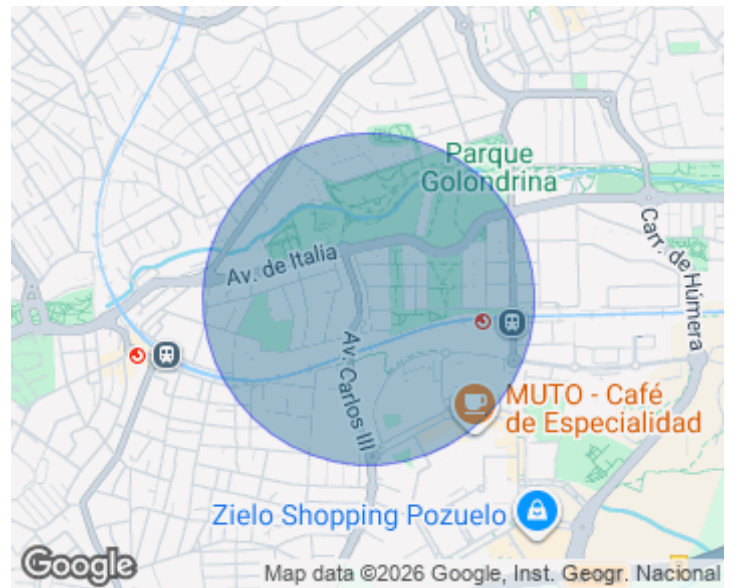 Parque
Golondrina
Av. de Italia
Carr. de Húmera
Av. Carlos III
MUTO - Café
de Especialidad
Zielo Shopping Pozuelo
Google
Map data ©2026 Google, Inst. Geogr. Nacional